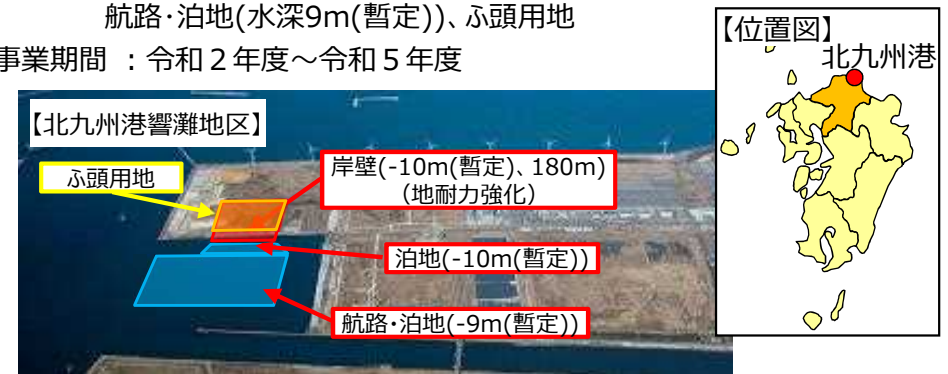 航路・泊地(水深9m(暫定))、ふ頭用地
事業期間 ：令和２年度～令和５年度
【位置図】
北九州港
【北九州港響灘地区】
ふ頭用地
岸壁(-10m(暫定)、180m)
（地耐力強化）
泊地(-10m(暫定))
航路・泊地(-9m(暫定))